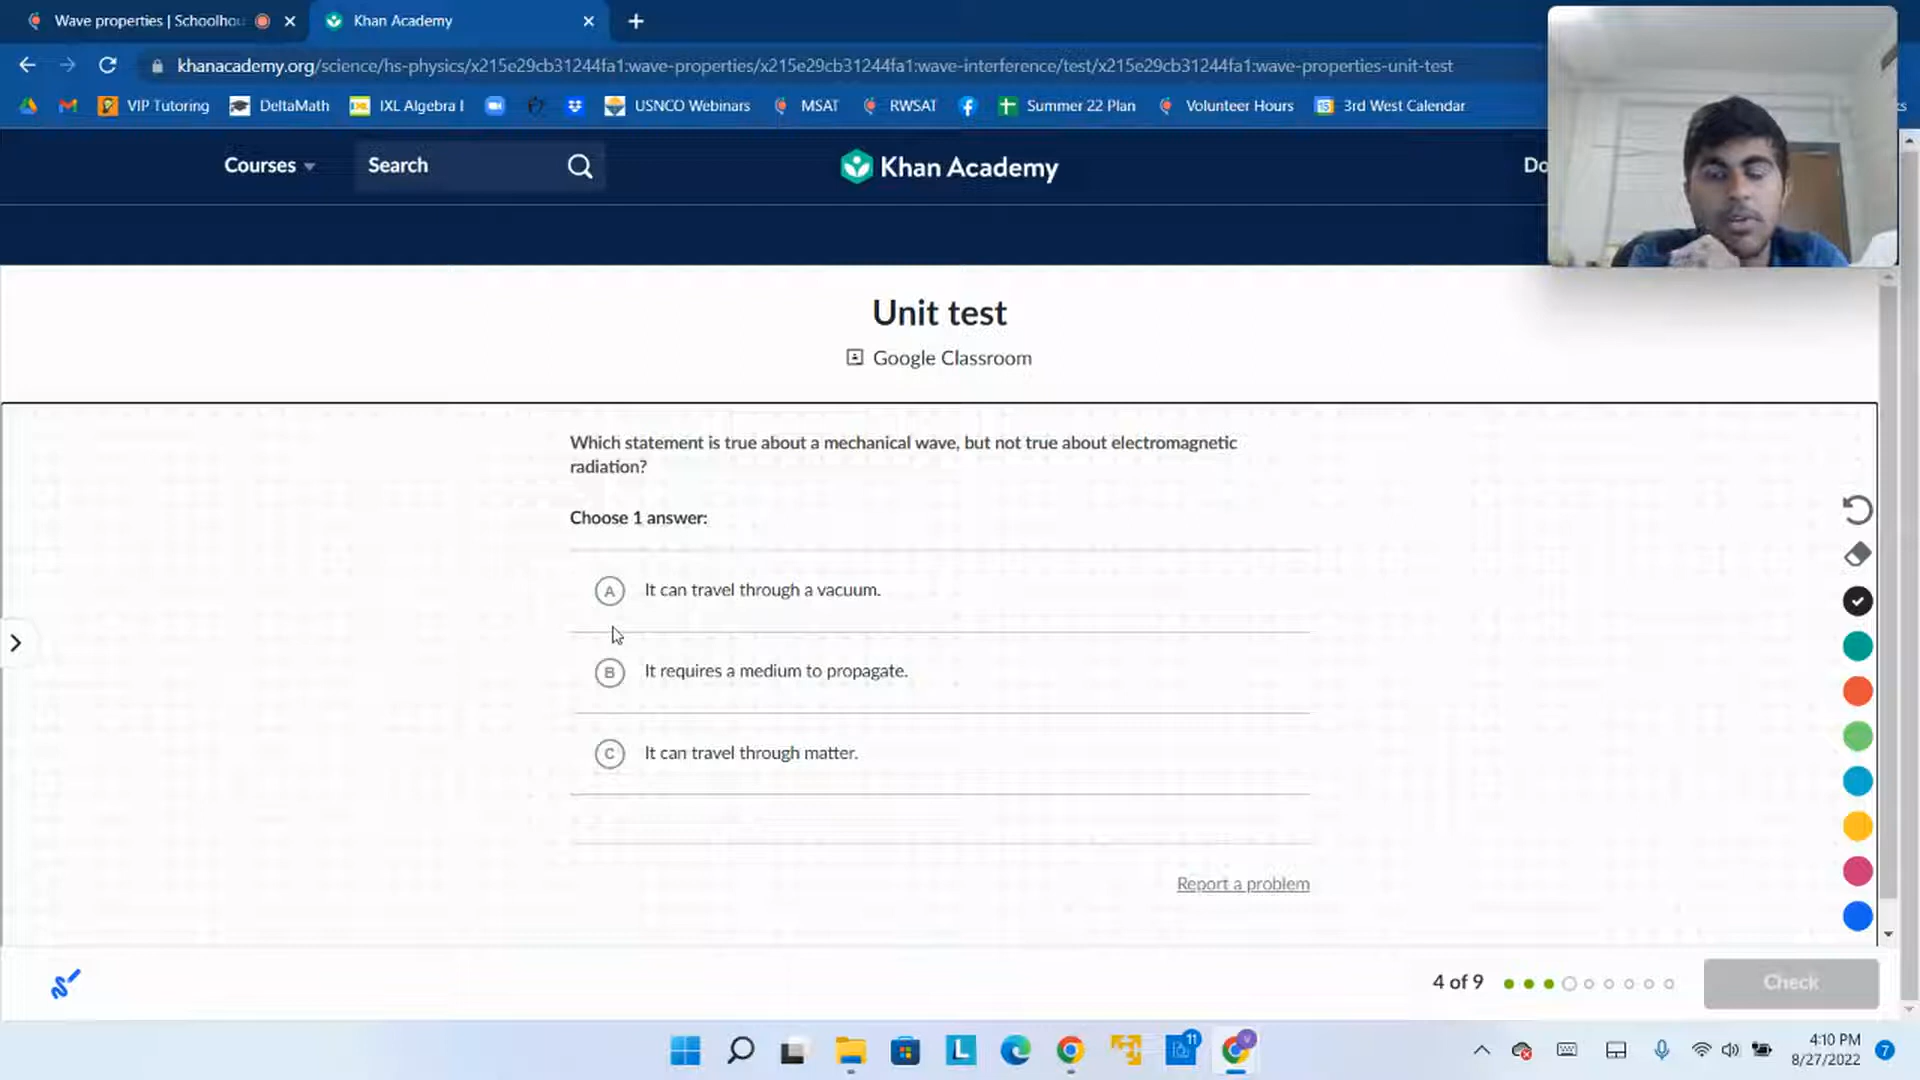 Wave properties | Schoolhou
Khan Academy
khanacademy.org/science/hs-physics/x215e29cb31244fa1:wave-properties/x215e29cb31244fa1:wave-interference/test/x215e29cb31244fa1:wave-properties-unit-test
VIP Tutoring DeltaMath IXL Algebra I USNCO Webinars MSAT RWSAT Summer 22 Plan Volunteer Hours 3rd West Calendar
Courses Search Khan Academy Do
Unit test
Google Classroom
Which statement is true about a mechanical wave, but not true about electromagnetic
radiation?
Choose 1 answer:
A It can travel through a vacuum.
B It requires a medium to propagate.
C It can travel through matter.
Report a problem
4 of 9 Check
11
4:10 PM
8/27/2022
7